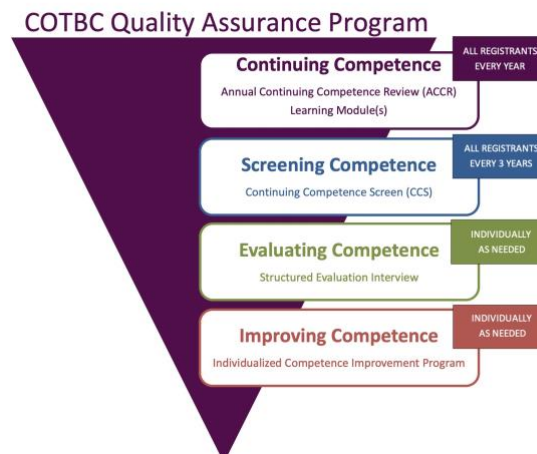 COTBC Quality Assurance Program
ALL REGISTRANTS
EVERY YEAR
Continuing Competence
Annual Continuing Competence Review (ACCR)
Learning Module(s)
ALL REGISTRANTS
EVERY 3 YEARS
Screening Competence
Continuing Competence Screen (CCS)
INDIVIDUALLY
AS NEEDED
Evaluating Competence
Structured Evaluation Interview
INDIVIDUALLY
AS NEEDED
Improving Competence
Individualized Competence Improvement Program